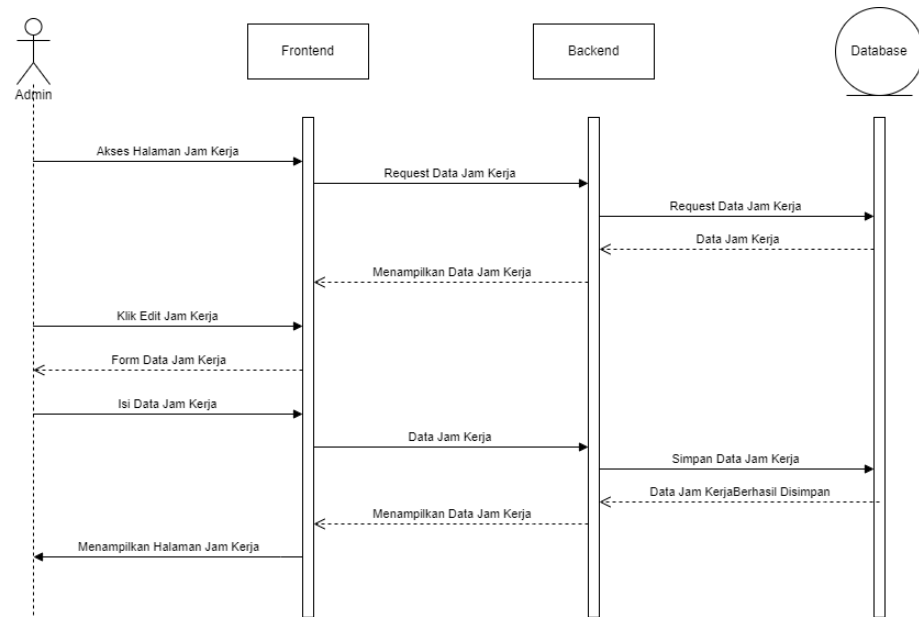 Frontend
Backend
Database
Admin
Akses Halaman Jam Kerja
Request Data Jam Kerja
Request Data Jam Kerja
Data Jam Kerja
Menampilkan Data Jam Kerja
Klik Edit Jam Kerja
Form Data Jam Kerja
Isi Data Jam Kerja
Data Jam Kerja
Simpan Data Jam Kerja
Data Jam KerjaBerhasil Disimpan
Menampilkan Data Jam Kerja
Menampilkan Halaman Jam Kerja